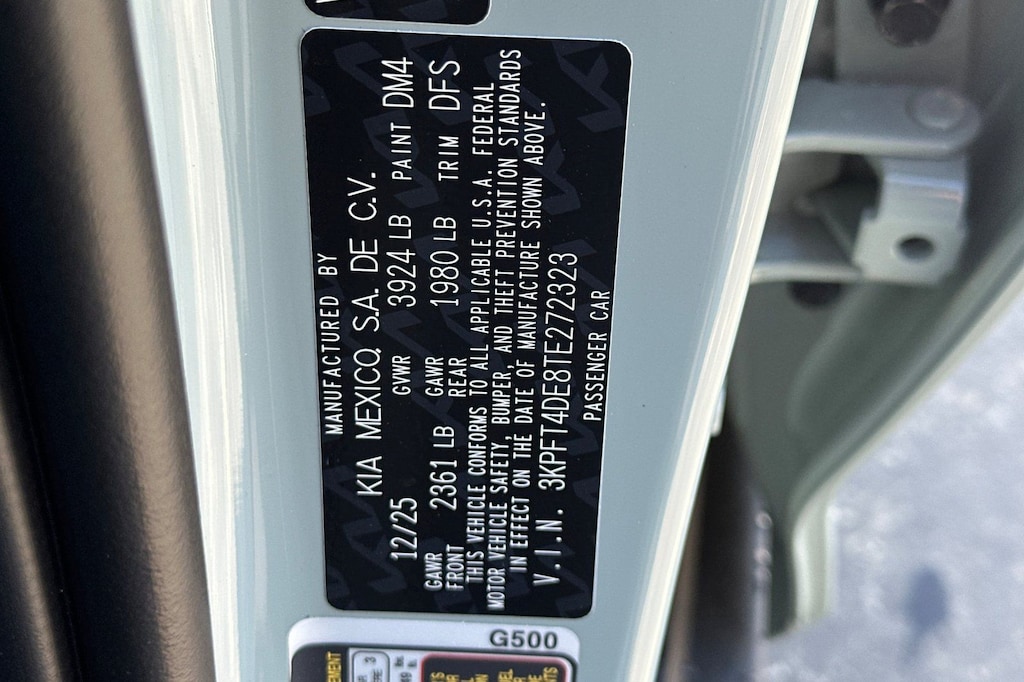 MANUFACTURED BY
KIA MEXICO, S.A. DE C.V.
12/25 GVWR 3924 LB PAINT DM4
GAWR FRONT 2361 LB GAWR REAR 1980 LB TRIM DFS
THIS VEHICLE CONFORMS TO ALL APPLICABLE U.S.A. FEDERAL
MOTOR VEHICLE SAFETY, BUMPER, AND THEFT PREVENTION STANDARDS
IN EFFECT ON THE DATE OF MANUFACTURE SHOWN ABOVE.
V.I.N. 3KPFT4DE8TE272323
PASSENGER CAR
G500